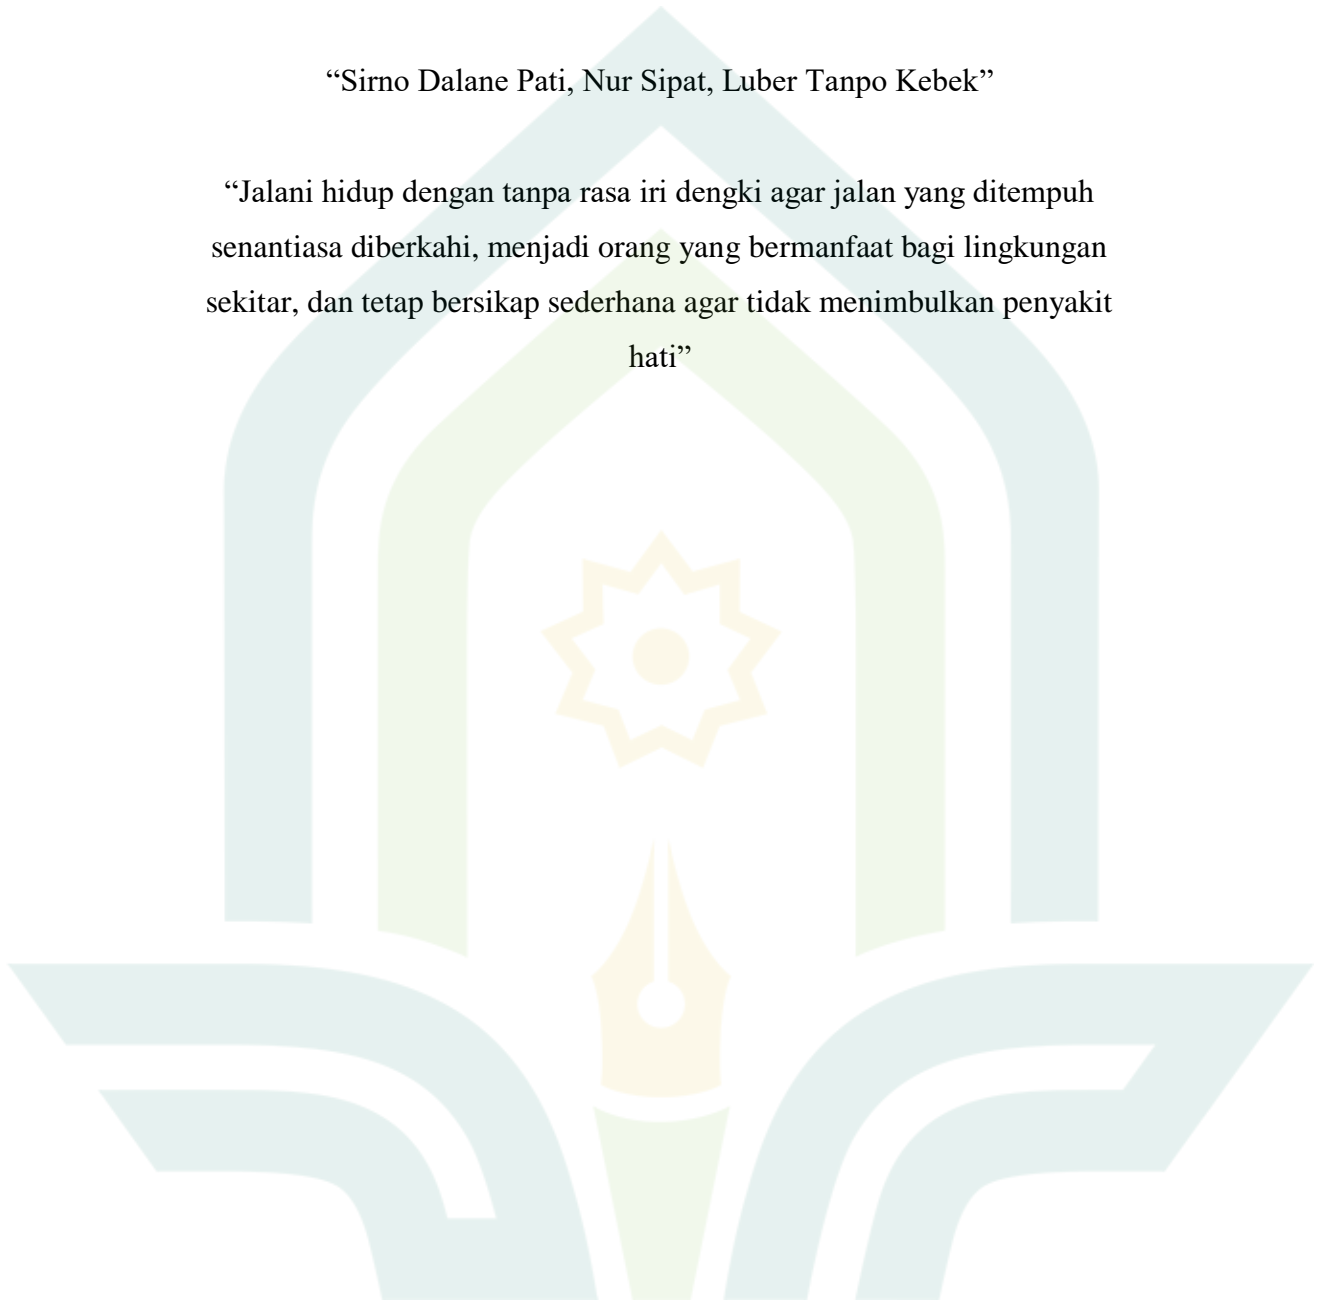 “Sirno Dalane Pati, Nur Sipat, Luber Tanpo Kebek”
“Jalani hidup dengan tanpa rasa iri dengki agar jalan yang ditempuh
senantiasa diberkahi, menjadi orang yang bermanfaat bagi lingkungan
sekitar, dan tetap bersikap sederhana agar tidak menimbulkan penyakit
hati”